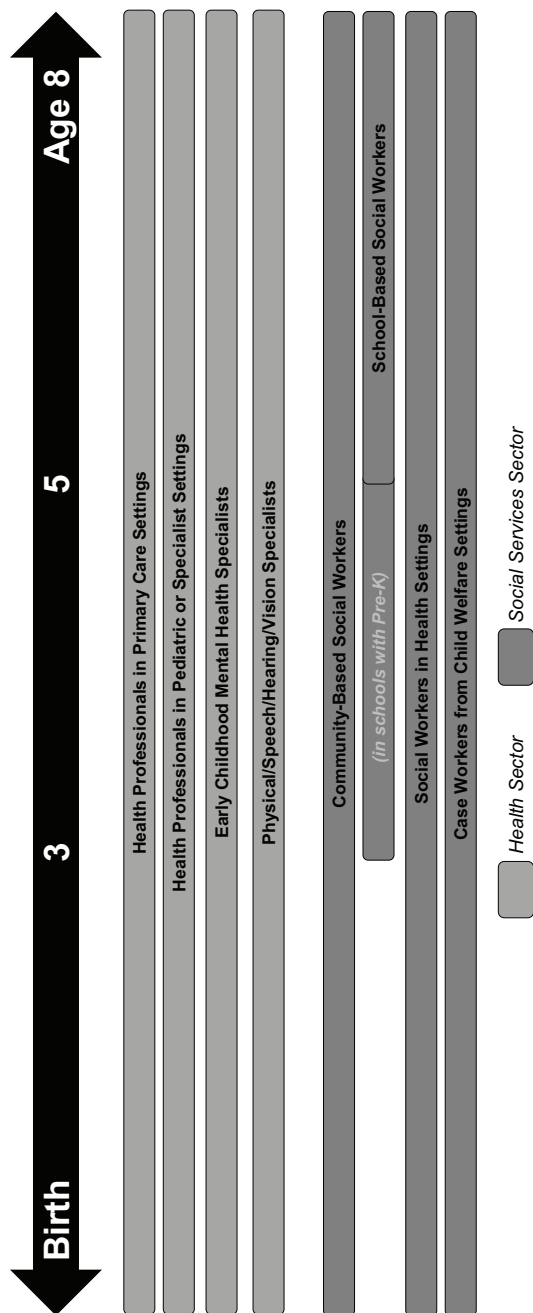 Birth
3
5
Age 8
Health Professionals in Primary Care Settings
Health Professionals in Pediatric or Specialist Settings
Early Childhood Mental Health Specialists
Physical/Speech/Hearing/Vision Specialists
Community-Based Social Workers
(in schools with Pre-K)
School-Based Social Workers
Social Workers in Health Settings
Case Workers from Child Welfare Settings
Health Sector
Social Services Sector